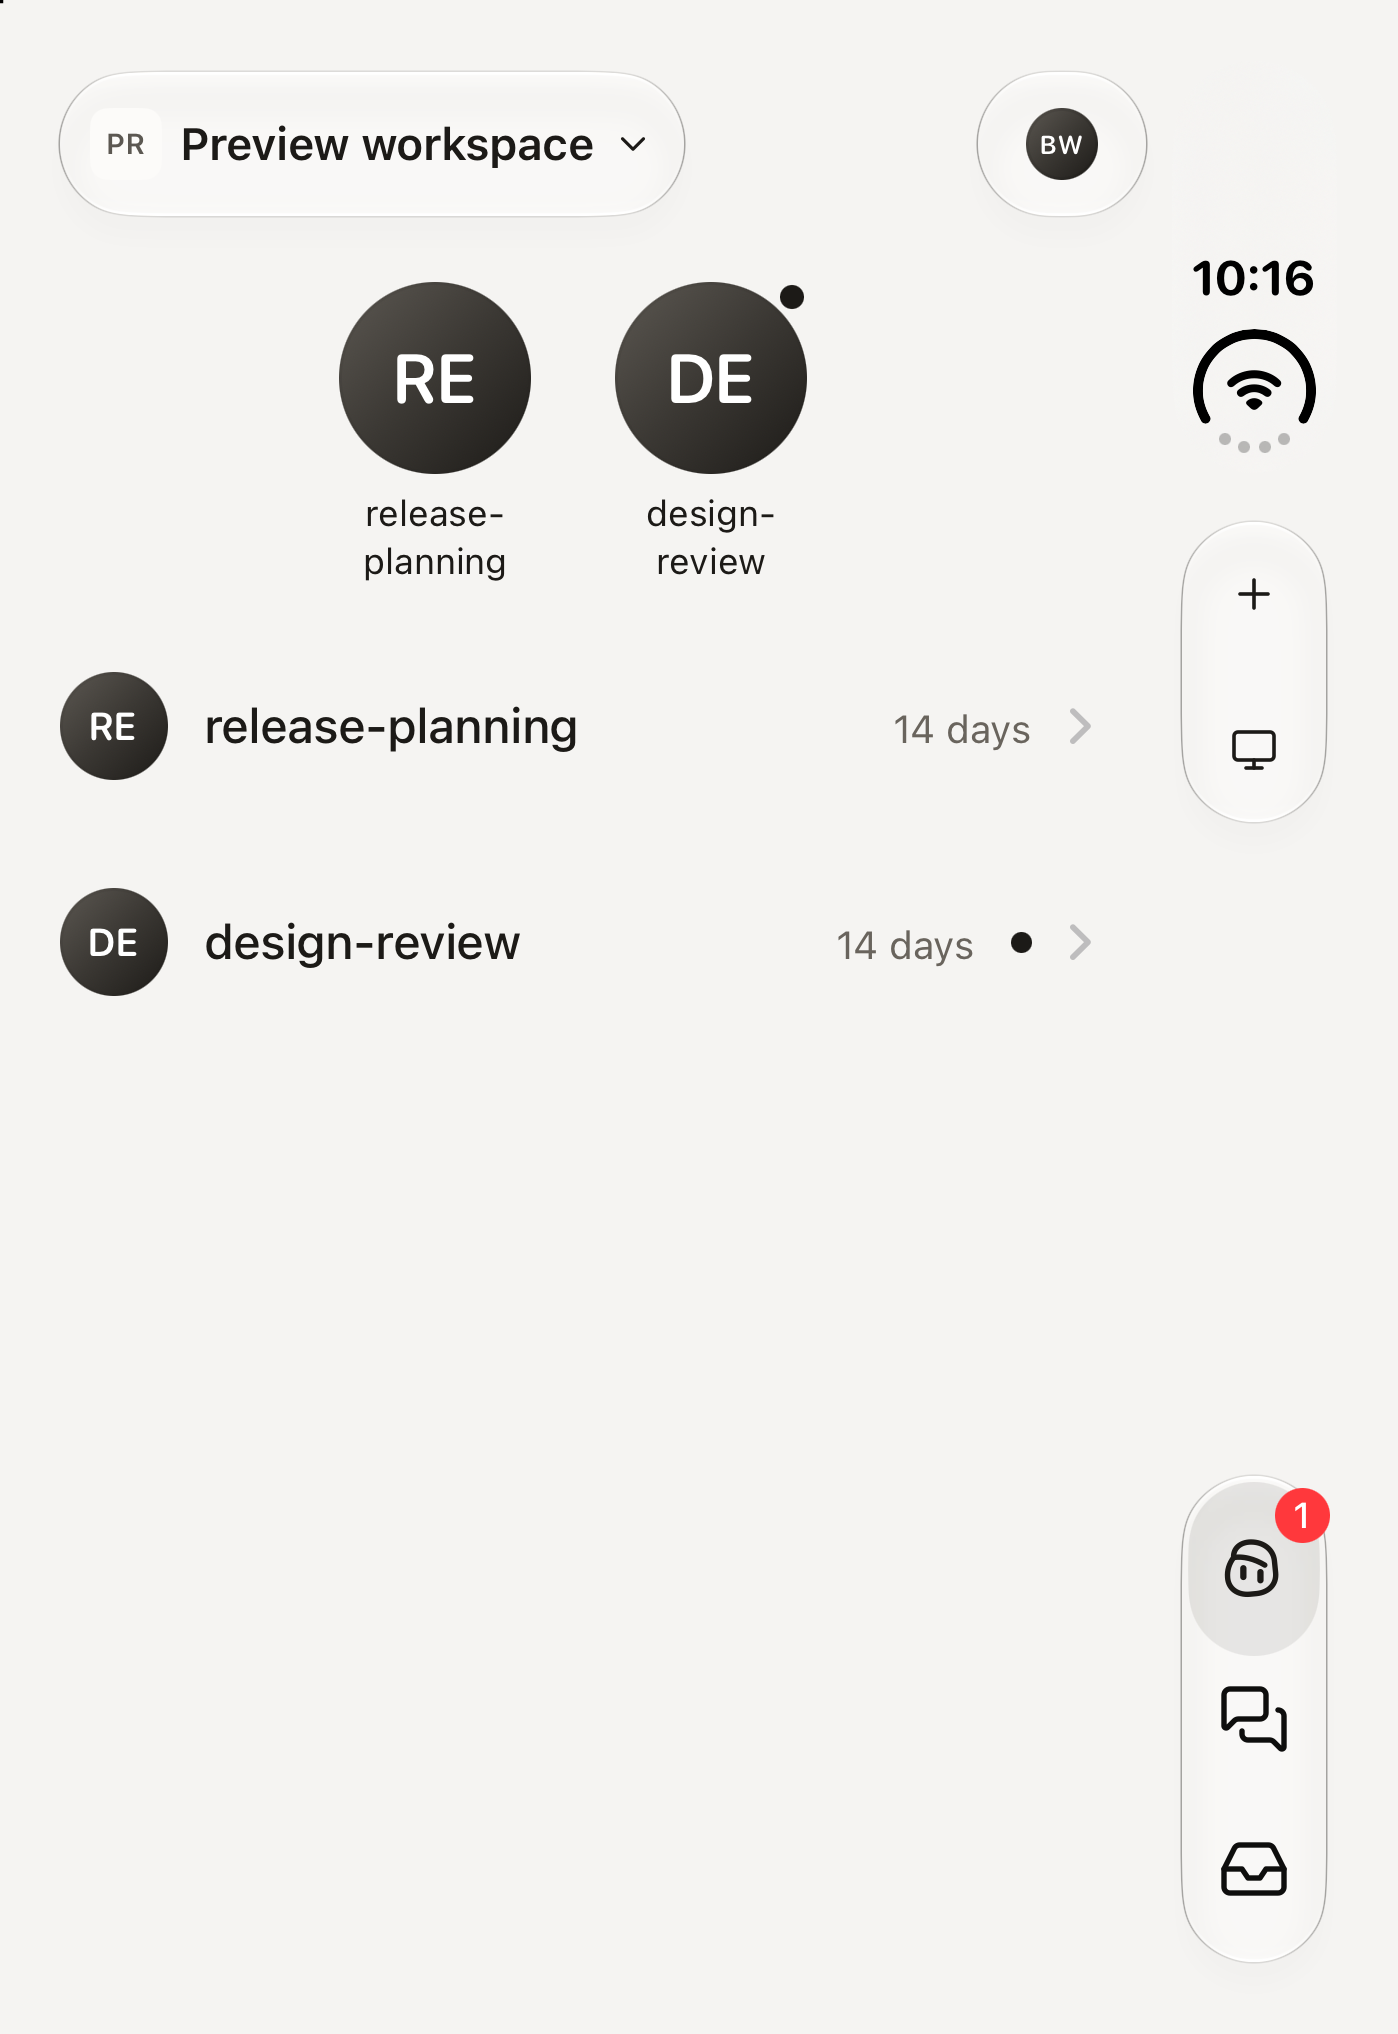 PR Preview workspace
BW
10:16
RE
DE
release-
planning
design-
review
RE release-planning 14 days
DE design-review 14 days
1